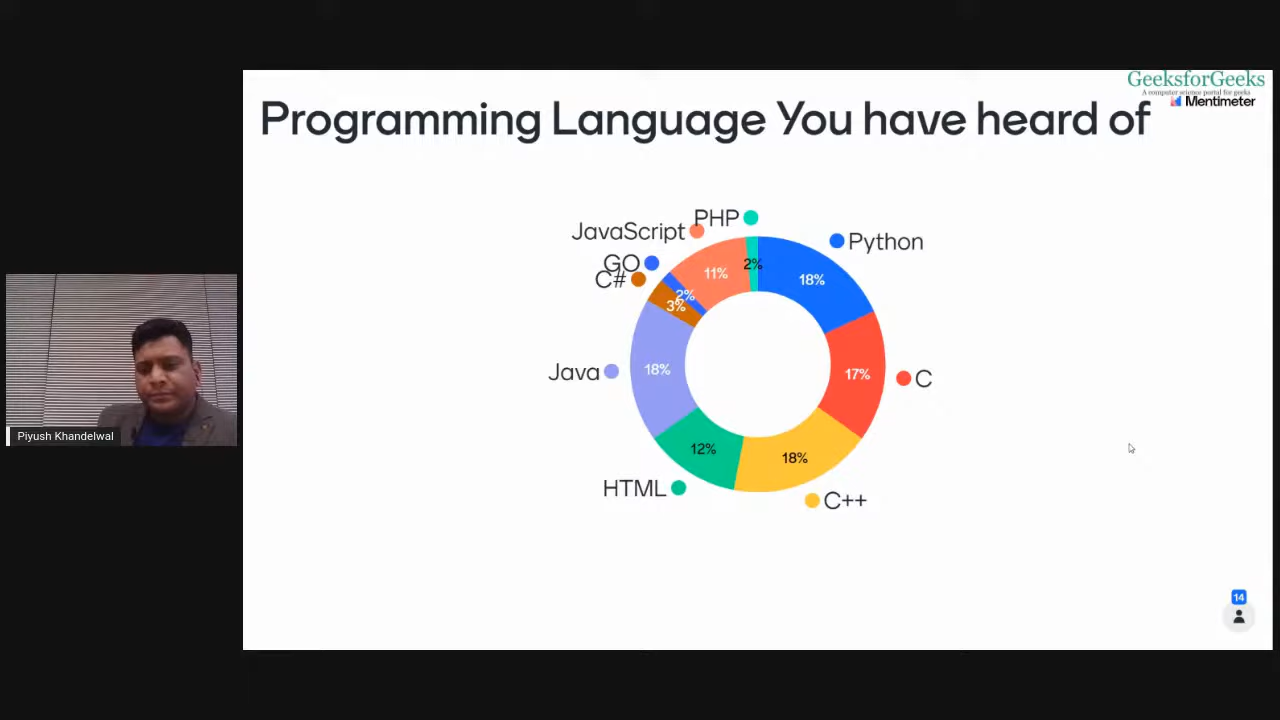 GeeksforGeeks
A computer science portal for geeks
Mentimeter
Programming Language You have heard of
PHP
JavaScript
GO
C#
Python
Java
C
HTML
C++
2%
11%
18%
2%
3%
18%
17%
12%
18%
Piyush Khandelwal
14